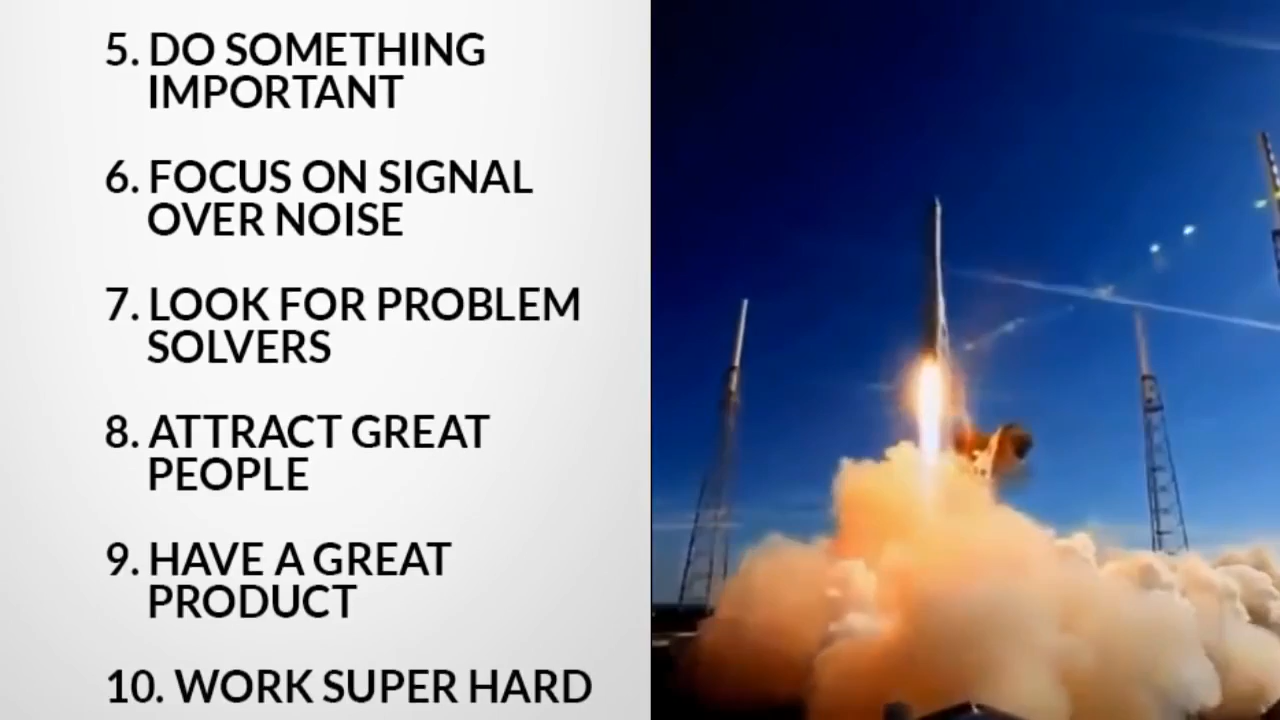 5. DO SOMETHING
IMPORTANT
6. FOCUS ON SIGNAL
OVER NOISE
7. LOOK FOR PROBLEM
SOLVERS
8. ATTRACT GREAT
PEOPLE
9. HAVE A GREAT
PRODUCT
10. WORK SUPER HARD